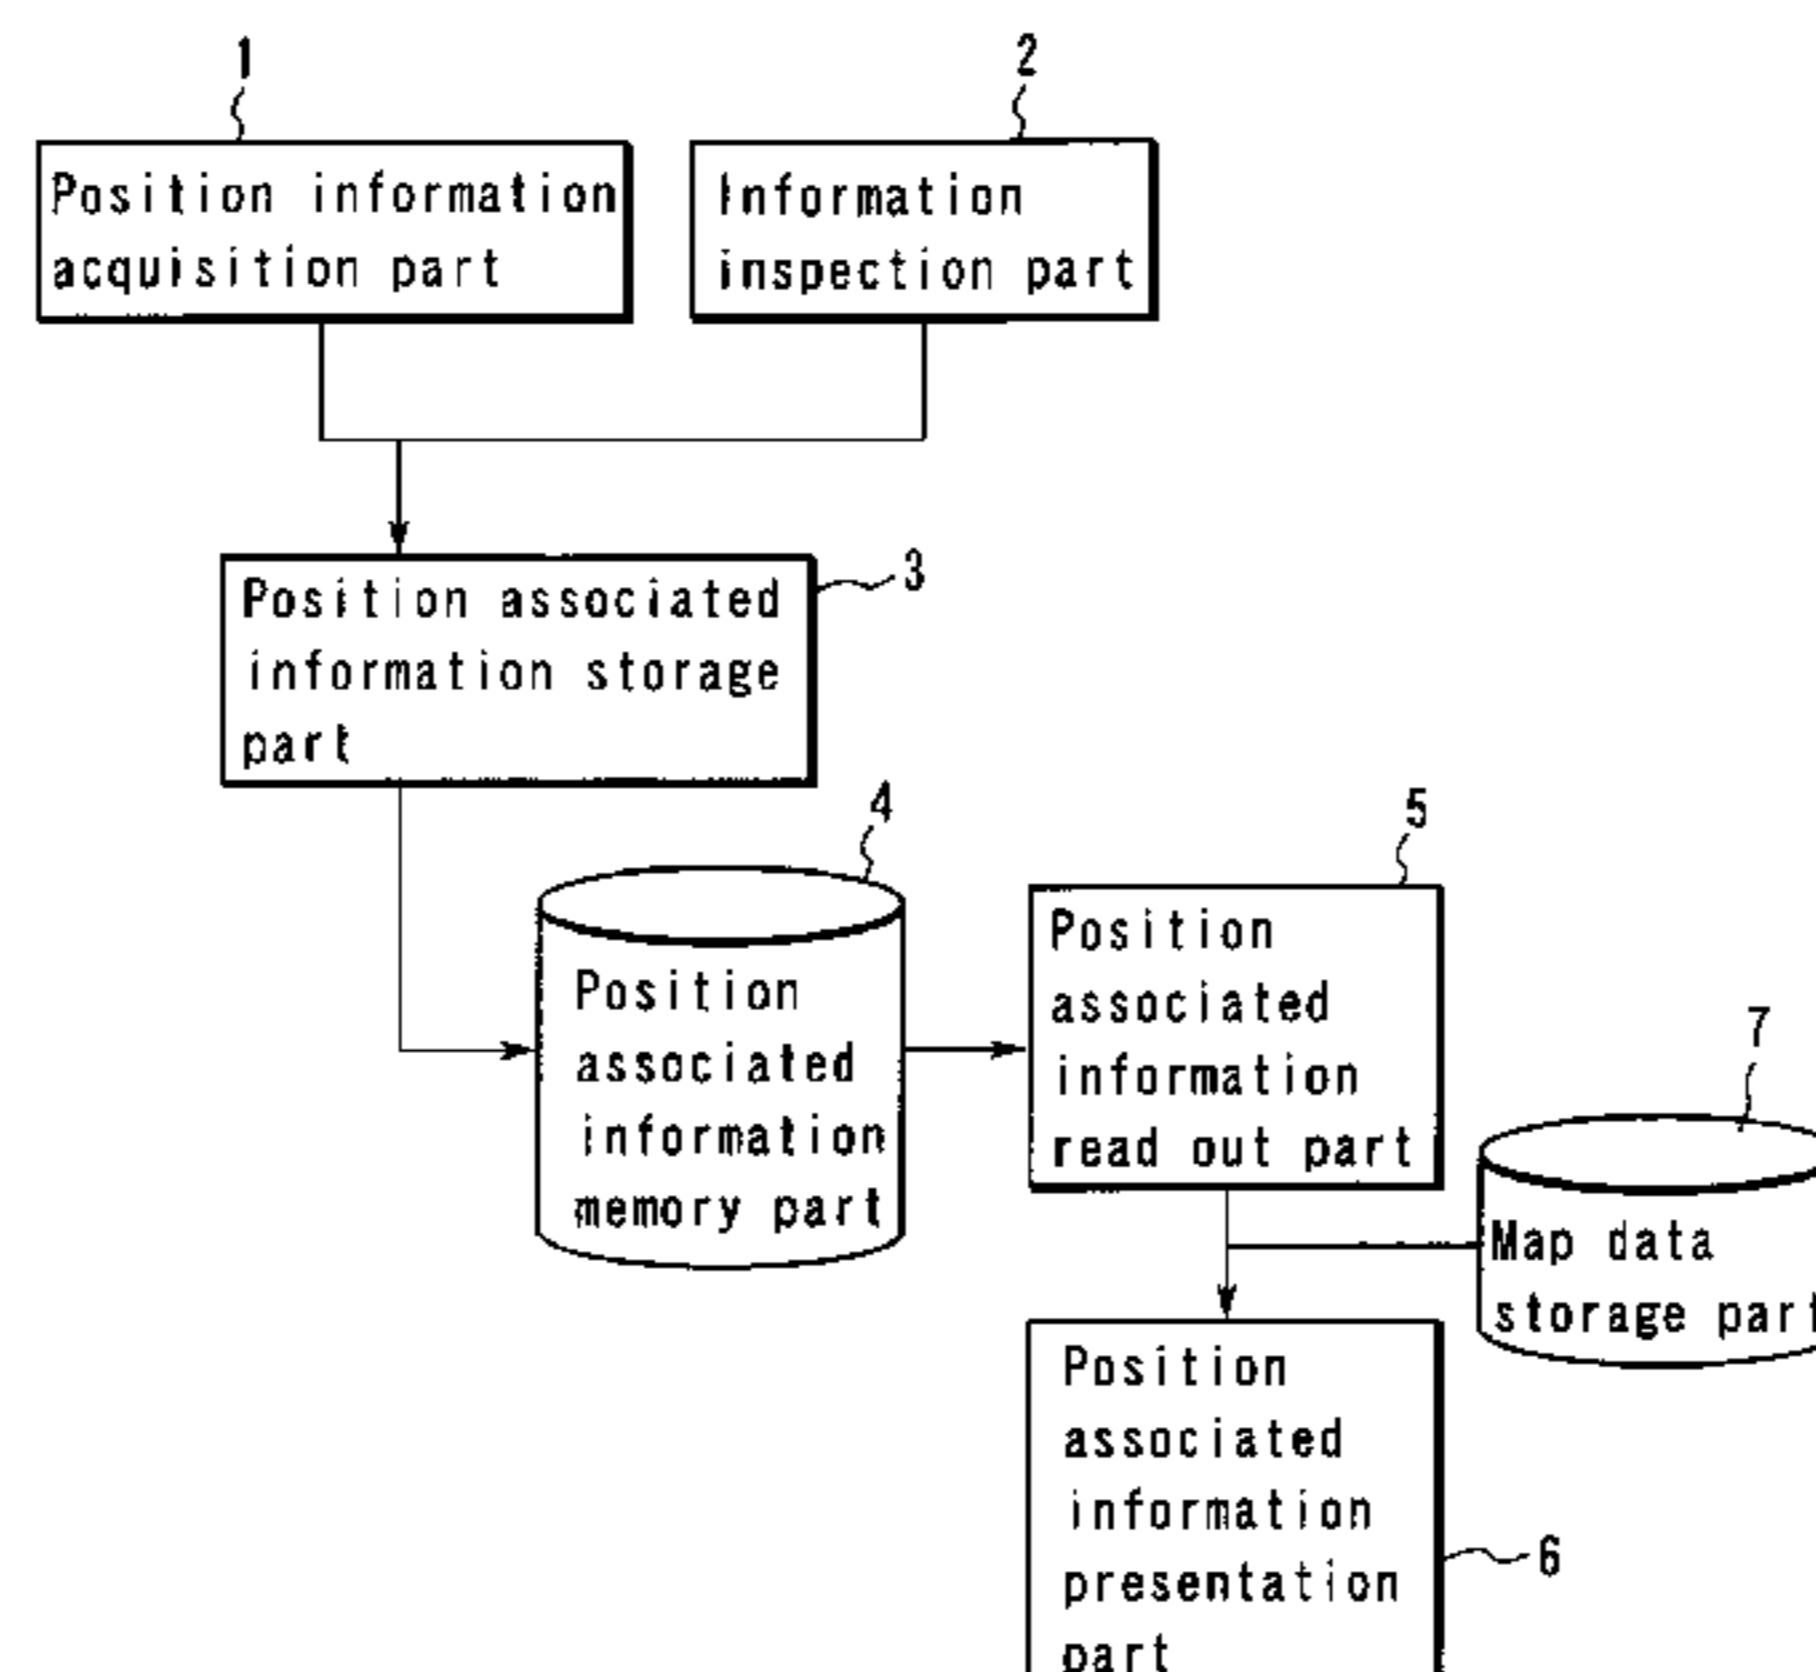 1
2
Position information
acquisition part
Information
inspection part
3
Position associated
information storage
part
4
5
Position
associated
information
memory part
Position
associated
information
read out part
7
Map data
storage part
Position
associated
information
presentation
part
6